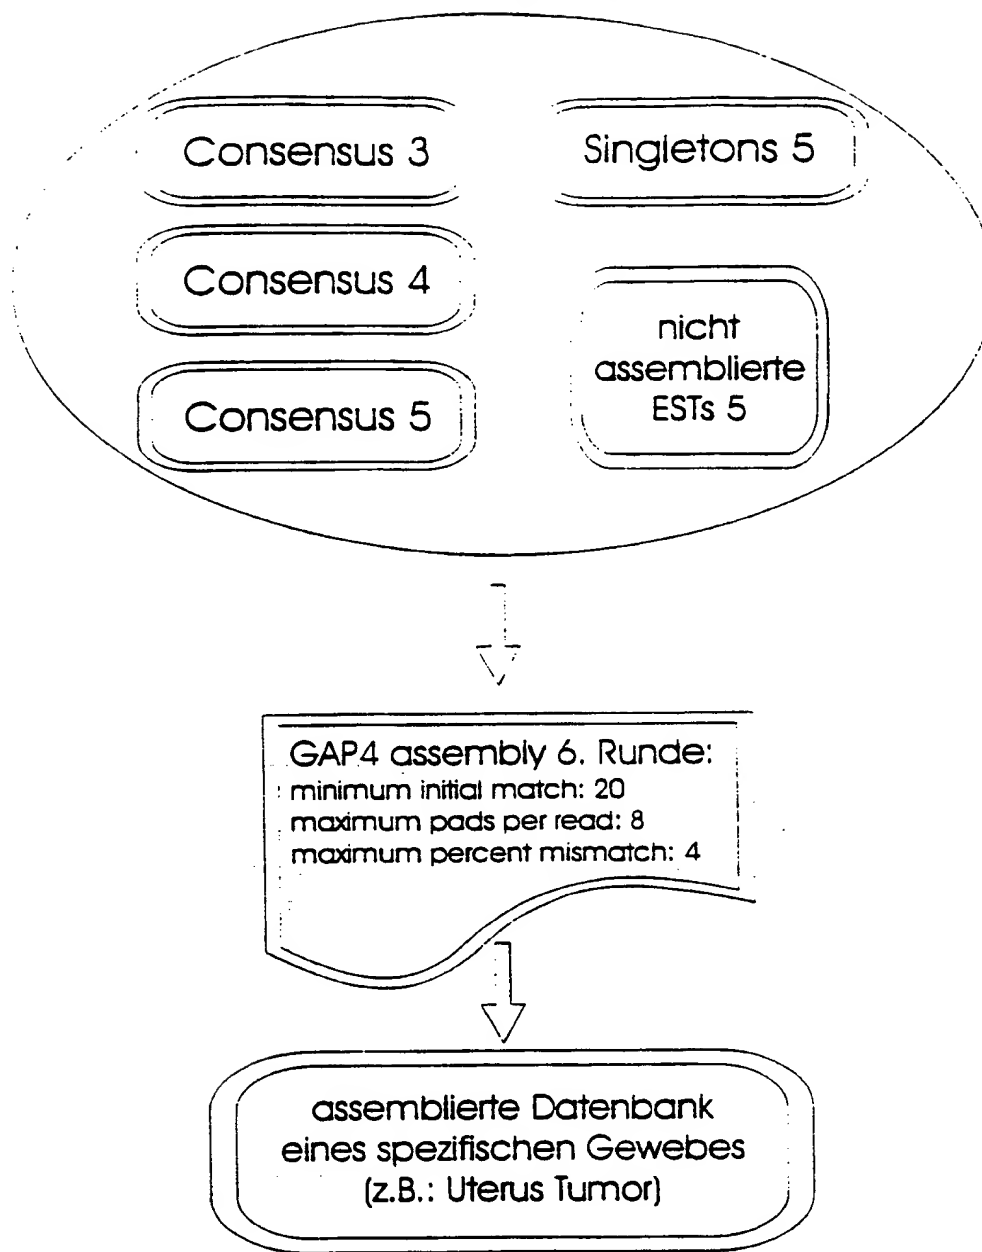 Consensus 3
Singletons 5
Consensus 4
nicht
assemblierte
ESTs 5
Consensus 5
GAP4 assembly 6. Runde:
minimum initial match: 20
maximum pads per read: 8
maximum percent mismatch: 4
assemblierte Datenbank
eines spezifischen Gewebes
(z.B.: Uterus Tumor)